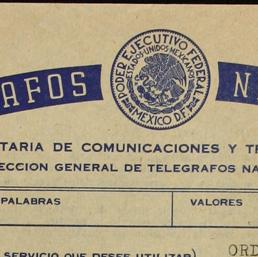 PODER EJECUTIVO FEDERAL
ESTADOS UNIDOS MEXICANOS
AFOS N
MEXICO D.F.
TARIA DE COMUNICACIONES Y TR
ECCION GENERAL DE TELEGRAFOS NA
PALABRAS VALORES
SERVICIO QUE DESEE UTILIZAR) ORD